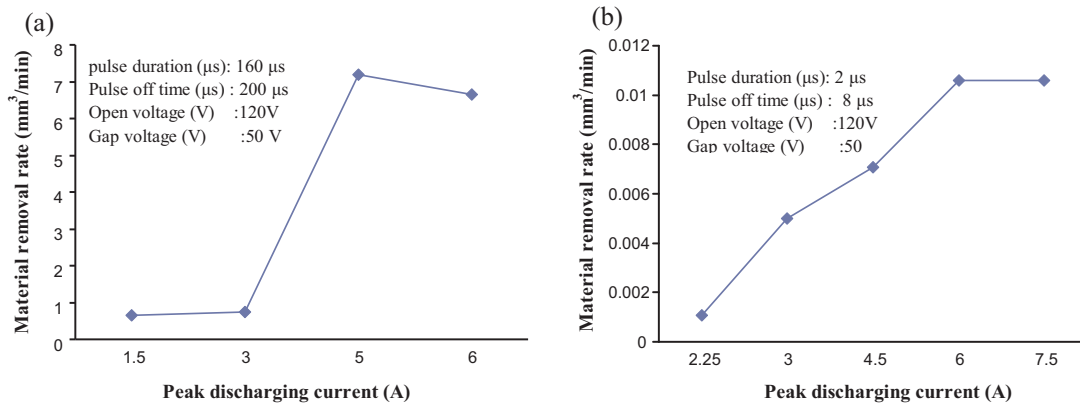 (a)
Material removal rate (mm³/min)
8
7
6
5
4
3
2
1
0
pulse duration (µs): 160 µs
Pulse off time (µs) : 200 µs
Open voltage (V) :120V
Gap voltage (V) :50 V
1.5 3 5 6
Peak discharging current (A)
(b)
Material removal rate (mm³/min)
0.012
0.01
0.008
0.006
0.004
0.002
0
Pulse duration (µs): 2 µs
Pulse off time (µs) : 8 µs
Open voltage (V) :120V
Gap voltage (V) :50
2.25 3 4.5 6 7.5
Peak discharging current (A)